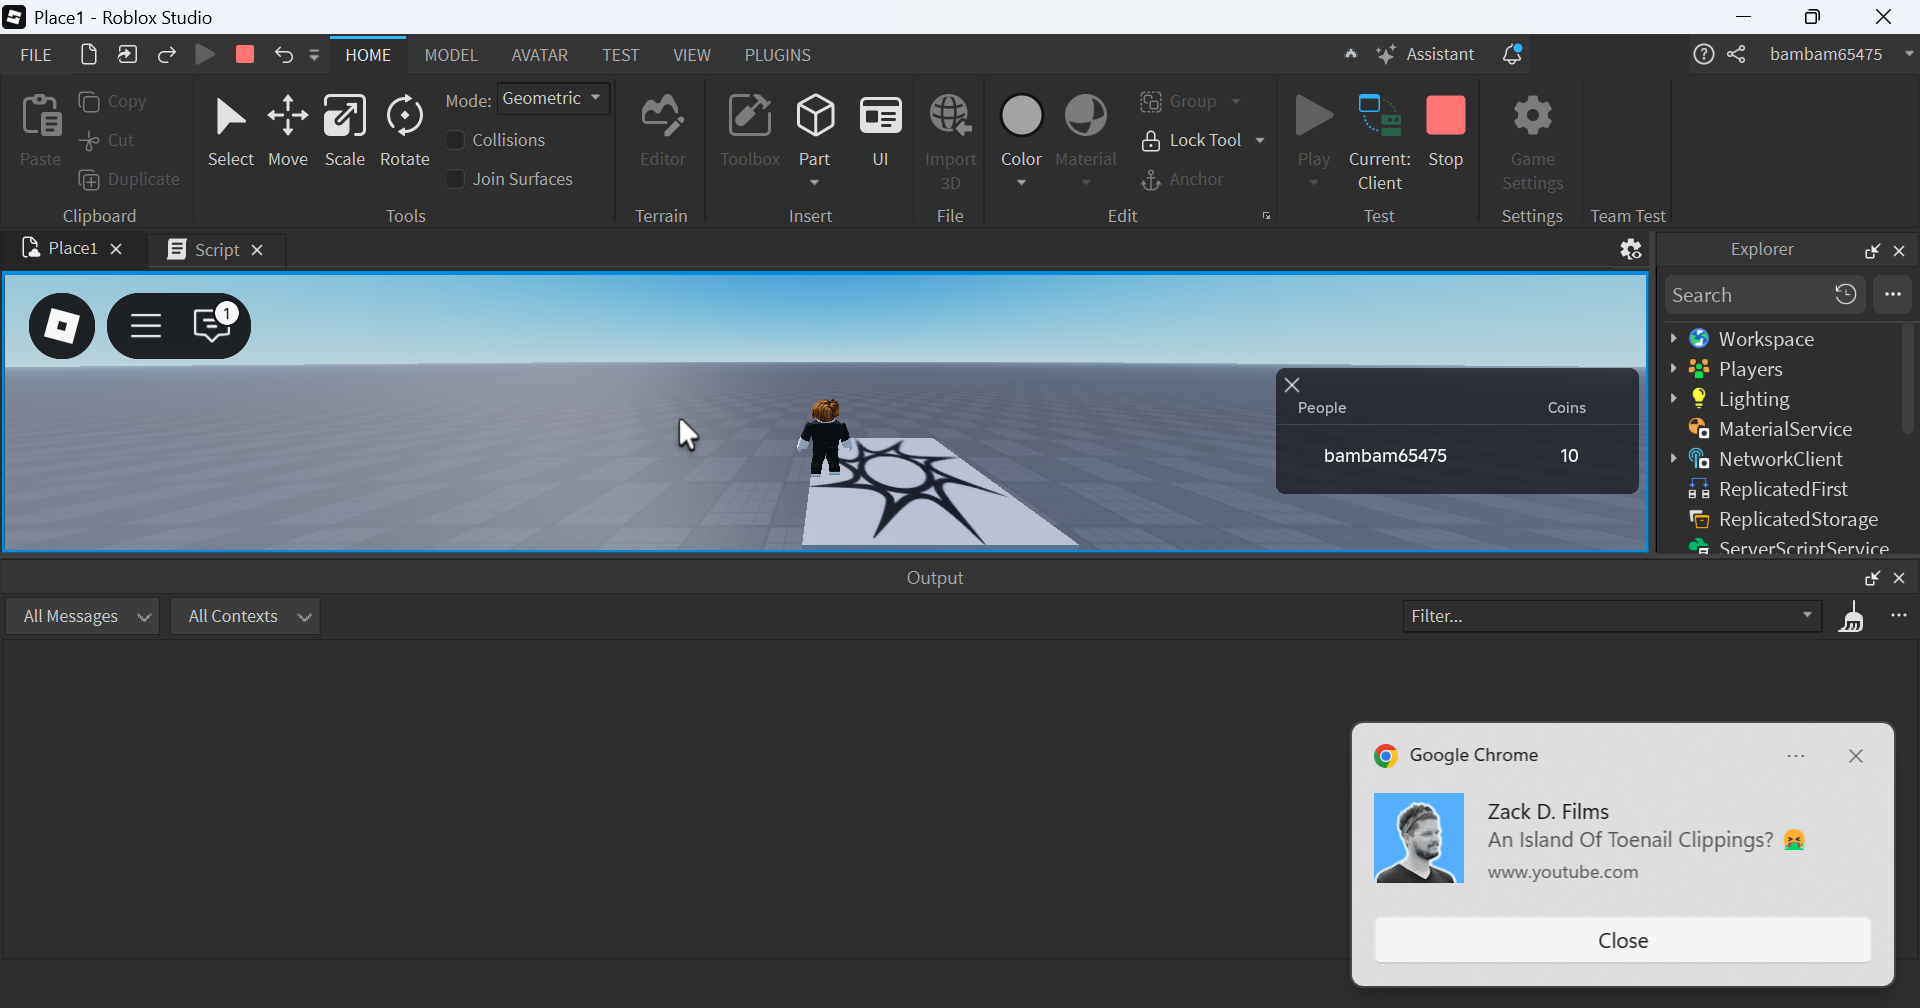 Place1 - Roblox Studio
FILE HOME MODEL AVATAR TEST VIEW PLUGINS Assistant bambam65475
Paste
Copy
Cut
Duplicate
Clipboard
Select Move Scale Rotate
Mode: Geometric
Collisions
Join Surfaces
Tools
Editor
Terrain
Toolbox Part UI
Insert
Import
3D
File
Color Material
Group
Lock Tool
Anchor
Edit
Play
Current:
Client
Stop
Test
Game
Settings
Settings
Team Test
Place1 Script
Explorer
Search
Workspace
Players
Lighting
MaterialService
NetworkClient
ReplicatedFirst
ReplicatedStorage
ServerScriptService
1
People Coins
bambam65475 10
Output
All Messages All Contexts Filter...
Google Chrome
Zack D. Films
An Island Of Toenail Clippings? 🤮
www.youtube.com
Close